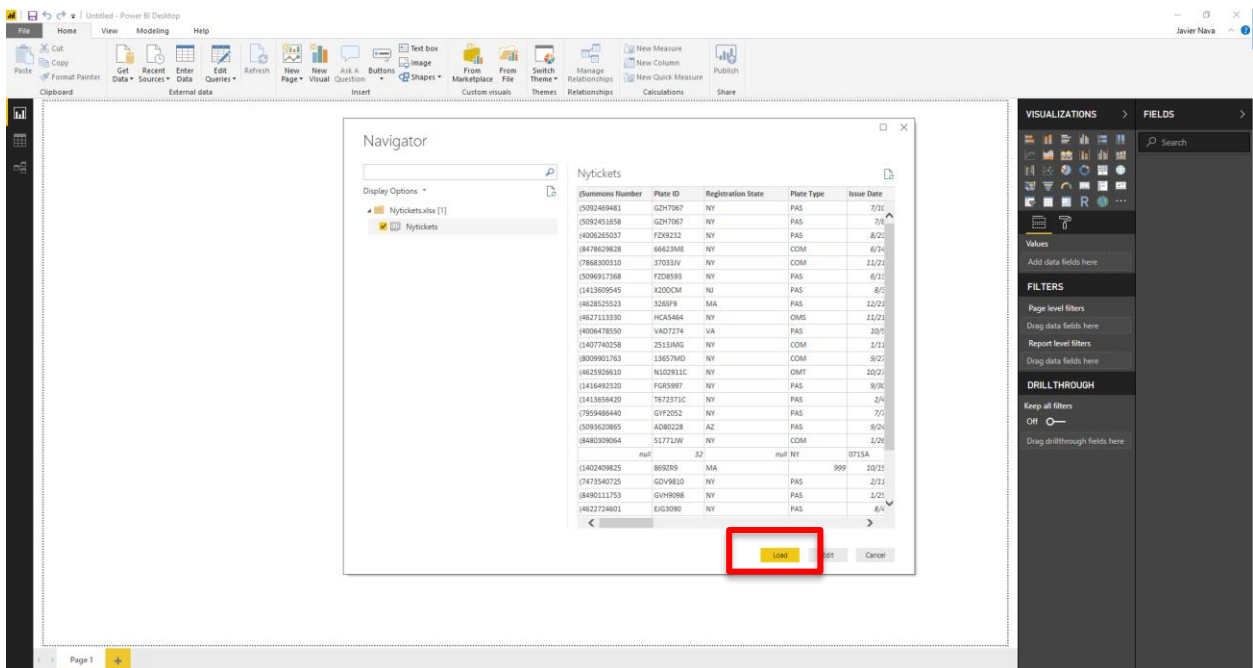 Untitled - Power BI Desktop
File Home View Modeling Help Javier Nava
Paste
Cut
Copy
Format Painter
Clipboard
Get Data
Recent Sources
Enter Data
Edit Queries
Refresh
External data
New Page
New Visual
Ask A Question
Buttons
Text box
Image
Shapes
Insert
From Marketplace
From File
Custom visuals
Switch Theme
Themes
Manage Relationships
Relationships
New Measure
New Column
New Quick Measure
Calculations
Publish
Share
Navigator
Display Options
Nytickets.xlsx [1]
Nytickets
Nytickets
(Summons Number Plate ID Registration State Plate Type Issue Date
(5092469481 GZH7067 NY PAS
(5092451658 GZH7067 NY PAS
(4006265037 FZX9232 NY PAS
(8478629828 66623ME NY COM
(7868300310 37033JV NY COM
(5096917368 FZD8593 NY PAS
(1413609545 X20DCM NJ PAS
(4628525523 326SF9 MA PAS
(4627113330 HCA5464 NY OMS
(4006478550 VAD7274 VA PAS
(1407740258 2513JMG NY COM
(8009901763 13657MD NY COM
(4625926610 N102911C NY OMT
(1416492320 FGR5997 NY PAS
(1413656420 T672371C NY PAS
(7959486440 GYF2052 NY PAS
(5093620865 AD80228 AZ PAS
(8480309064 51771JW NY COM
null 32 null NY 0715A
(1402409825 869ZR9 MA 999
(7473540725 GDV9810 NY PAS
(8490111753 GVH9098 NY PAS
(4622724601 EJG3090 NY PAS
Load Cancel
VISUALIZATIONS
Values
Add data fields here
FILTERS
Page level filters
Drag data fields here
Report level filters
Drag data fields here
DRILLTHROUGH
Keep all filters
Off
Drag drillthrough fields here
FIELDS
Search
Page 1